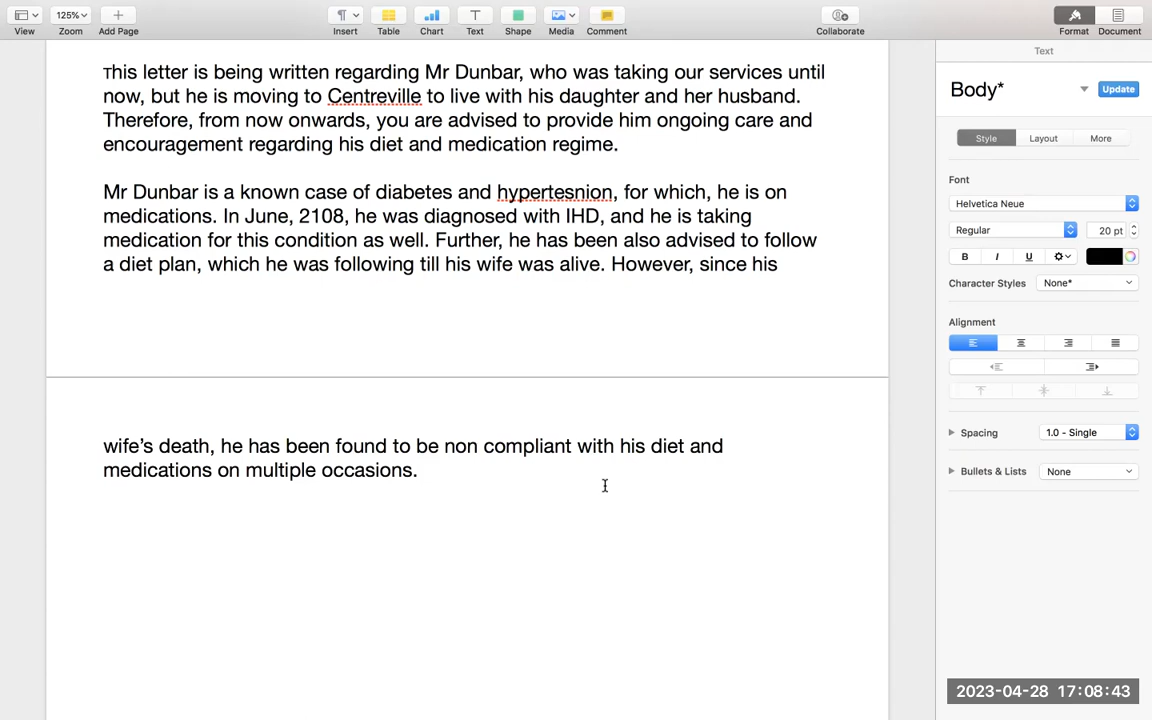 125%
View
Zoom
Add Page
Insert
Table
Chart
Text
Shape
Media
Comment
Collaborate
Format
Document
Text
Body*
Update
Style
Layout
More
Font
Helvetica Neue
Regular
20 pt
B I U
Character Styles
None*
Alignment
Spacing
1.0 - Single
Bullets & Lists
None
This letter is being written regarding Mr Dunbar, who was taking our services until
now, but he is moving to Centreville to live with his daughter and her husband.
Therefore, from now onwards, you are advised to provide him ongoing care and
encouragement regarding his diet and medication regime.
Mr Dunbar is a known case of diabetes and hypertesnion, for which, he is on
medications. In June, 2108, he was diagnosed with IHD, and he is taking
medication for this condition as well. Further, he has been also advised to follow
a diet plan, which he was following till his wife was alive. However, since his
wife’s death, he has been found to be non compliant with his diet and
medications on multiple occasions.
2023-04-28 17:08:43